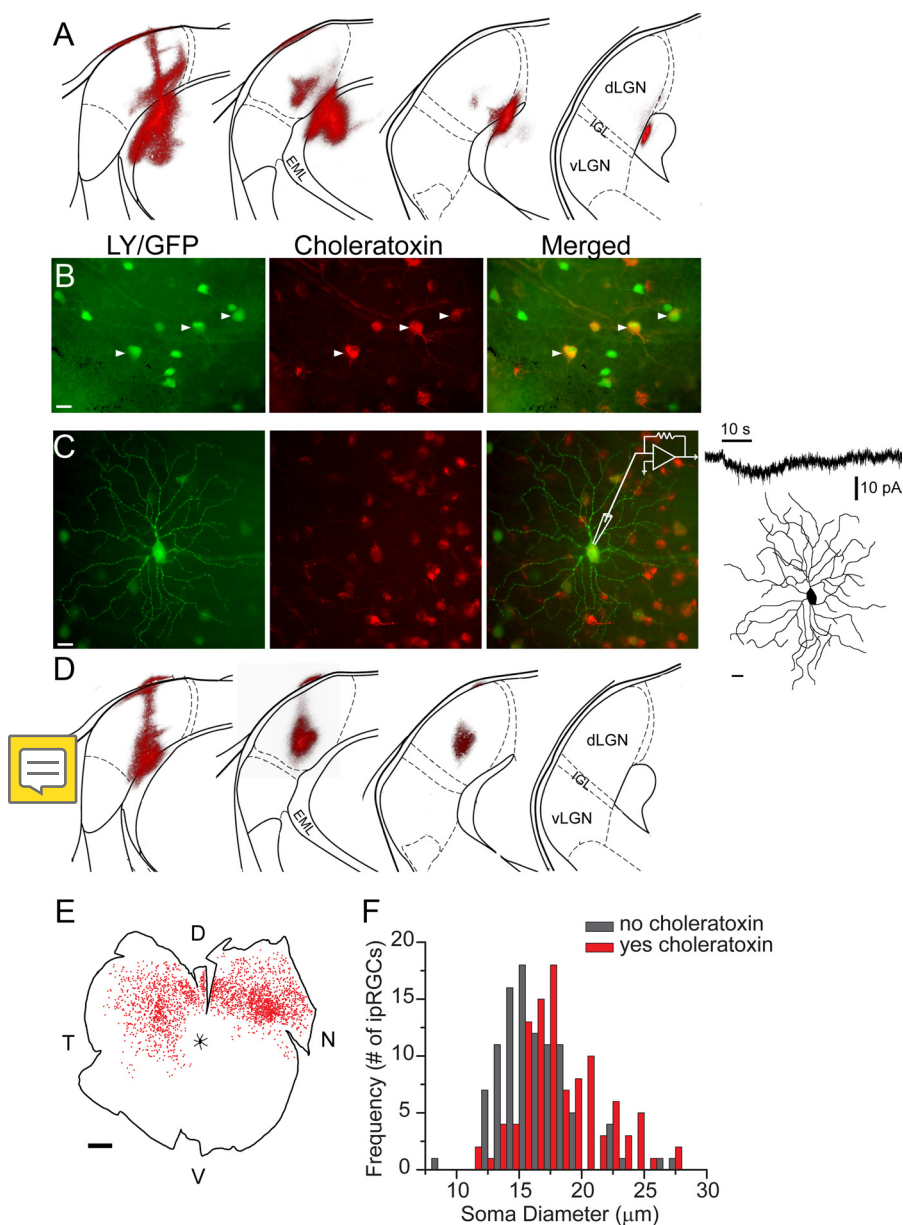 A
dLGN
IGL
vLGN
EML
LY/GFP Choleratoxin Merged
B
C
10 s
10 pA
D
dLGN
IGL
vLGN
EML
E
D
T
N
V
F
no choleratoxin
yes choleratoxin
Frequency (# of ipRGCs)
20
15
10
5
0
10 15 20 25 30
Soma Diameter (μm)